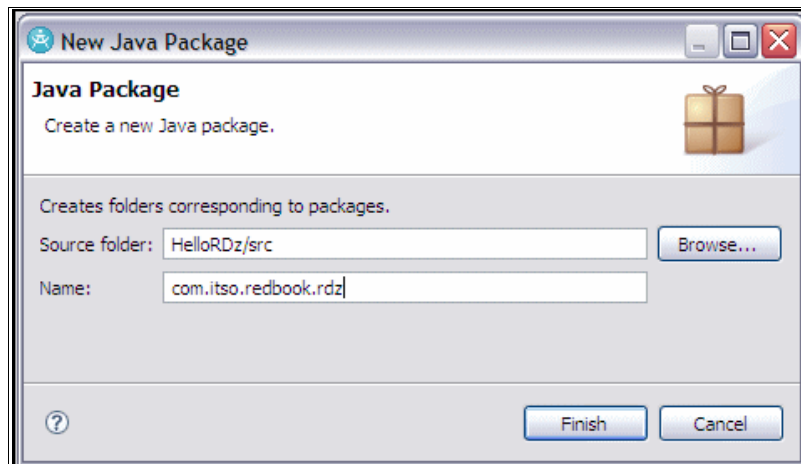 New Java Package
Java Package
Create a new Java package.
Creates folders corresponding to packages.
Source folder: HelloRDz/src Browse...
Name: com.itso.redbook.rdz
? Finish Cancel